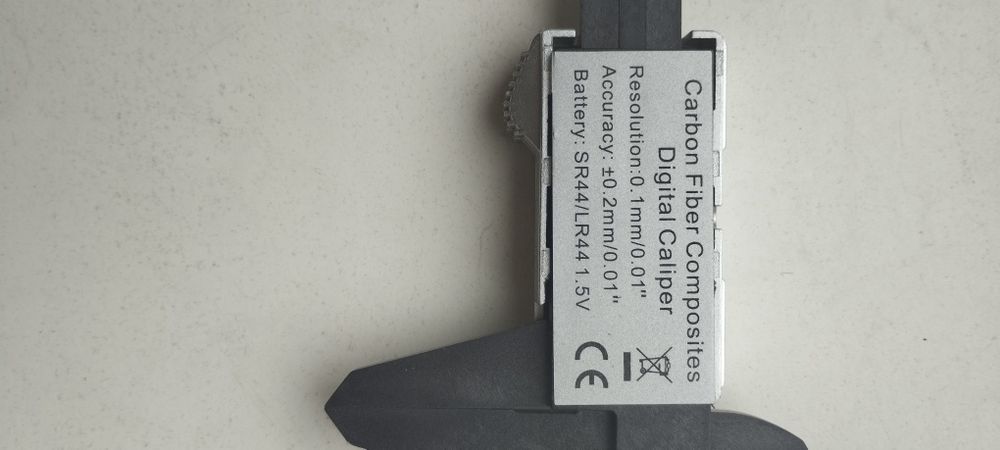 Carbon Fiber Composites
Digital Caliper
Resolution:0.1mm/0.01"
Accuracy: ±0.2mm/0.01"
Battery: SR44/LR44 1.5V
CE